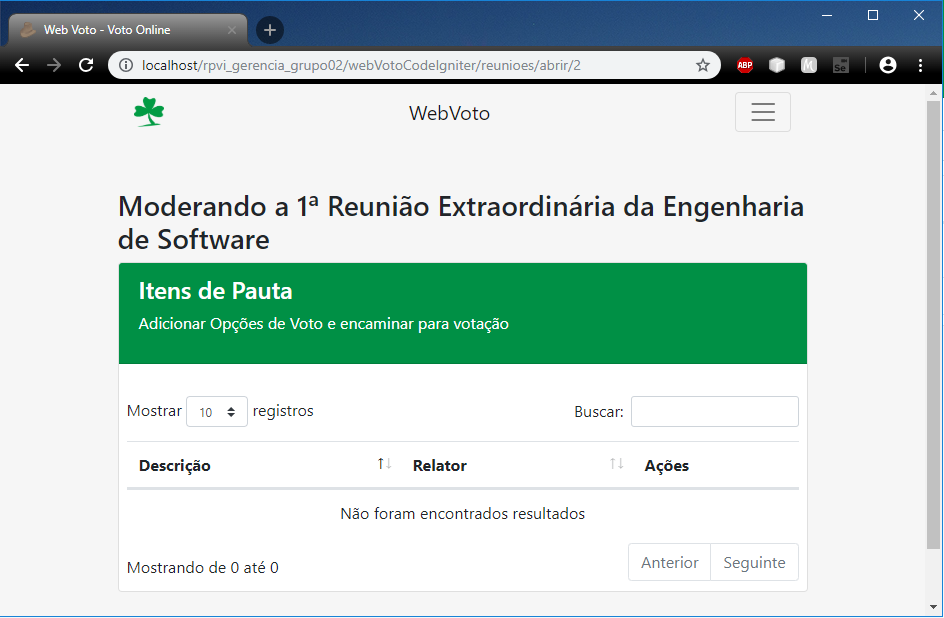 Web Voto - Voto Online
localhost/rpvi_gerencia_grupo02/webVotoCodeIgniter/reunioes/abrir/2
ABP
M
Se
WebVoto
Moderando a 1ª Reunião Extraordinária da Engenharia
de Software
Itens de Pauta
Adicionar Opções de Voto e encaminar para votação
Mostrar 10 registros
Buscar:
Descrição Relator Ações
Não foram encontrados resultados
Mostrando de 0 até 0
Anterior Seguinte